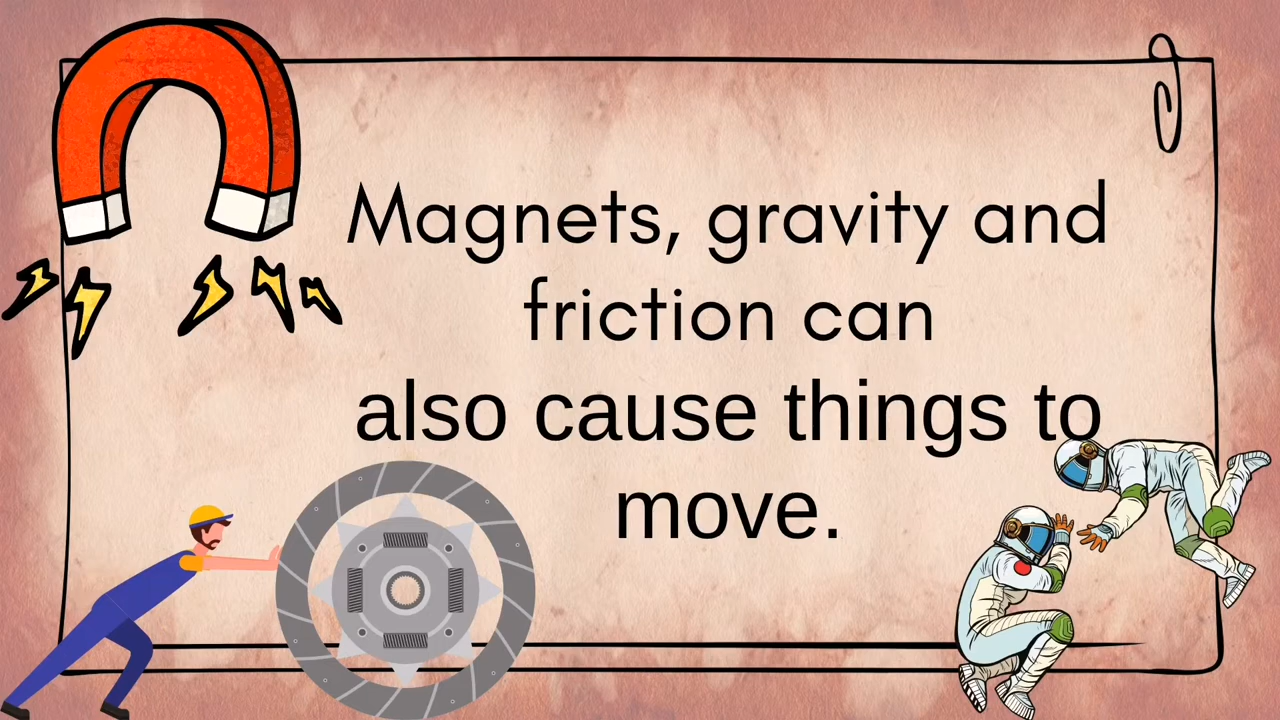 Magnets, gravity and
friction can
also cause things to
move.